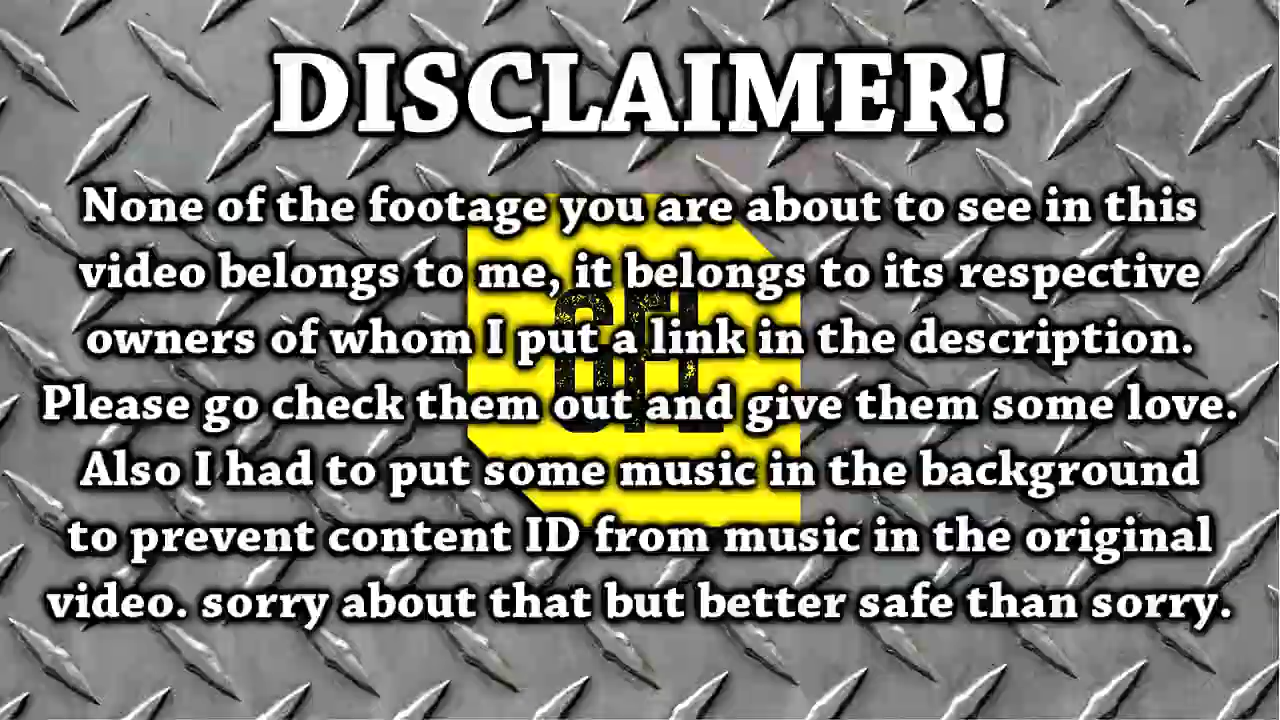 DISCLAIMER!
None of the footage you are about to see in this
video belongs to me, it belongs to its respective
owners of whom I put a link in the description.
Please go check them out and give them some love.
Also I had to put some music in the background
to prevent content ID from music in the original
video. sorry about that but better safe than sorry.